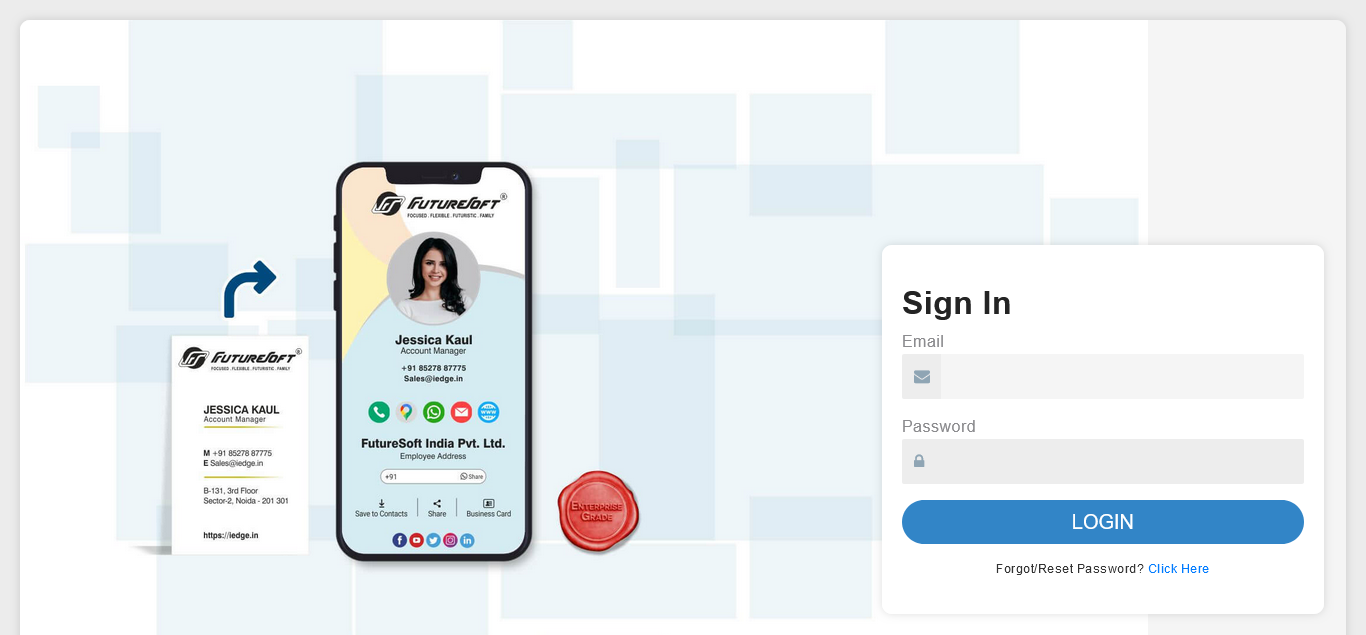 FUTURESOFT®
FOCUSED . FLEXIBLE . FUTURISTIC . FAMILY
JESSICA KAUL
Account Manager
M +91 85278 87775
E Sales@iedge.in
B-131, 3rd Floor
Sector-2, Noida - 201 301
https://iedge.in
FUTURESOFT®
FOCUSED . FLEXIBLE . FUTURISTIC . FAMILY
Jessica Kaul
Account Manager
+91 85278 87775
Sales@iedge.in
WWW
FutureSoft India Pvt. Ltd.
Employee Address
+91 Share
Save to Contacts Share Business Card
ENTERPRISE
GRADE
Sign In
Email
Password
LOGIN
Forgot/Reset Password? Click Here